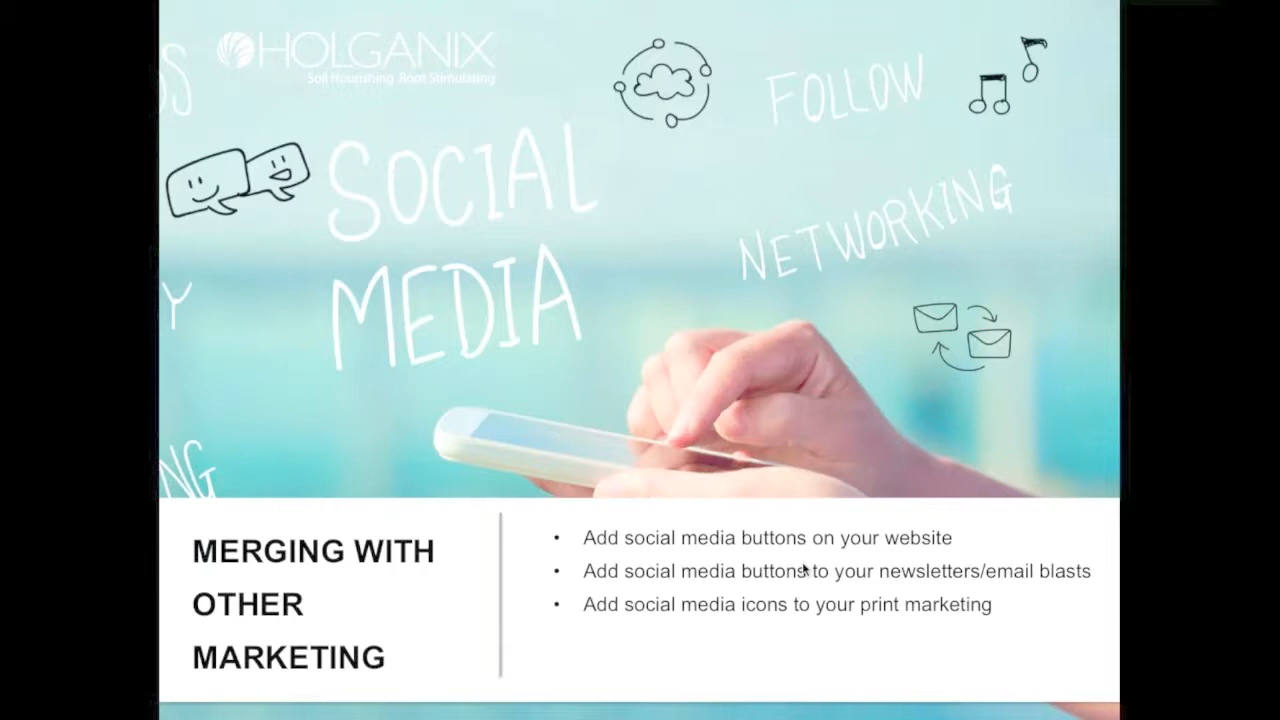 HOLGANIX
Soil Nourishing. Root Stimulating
SOCIAL
MEDIA
FOLLOW
NETWORKING
Y
NG
MERGING WITH
OTHER
MARKETING
• Add social media buttons on your website
• Add social media buttons to your newsletters/email blasts
• Add social media icons to your print marketing